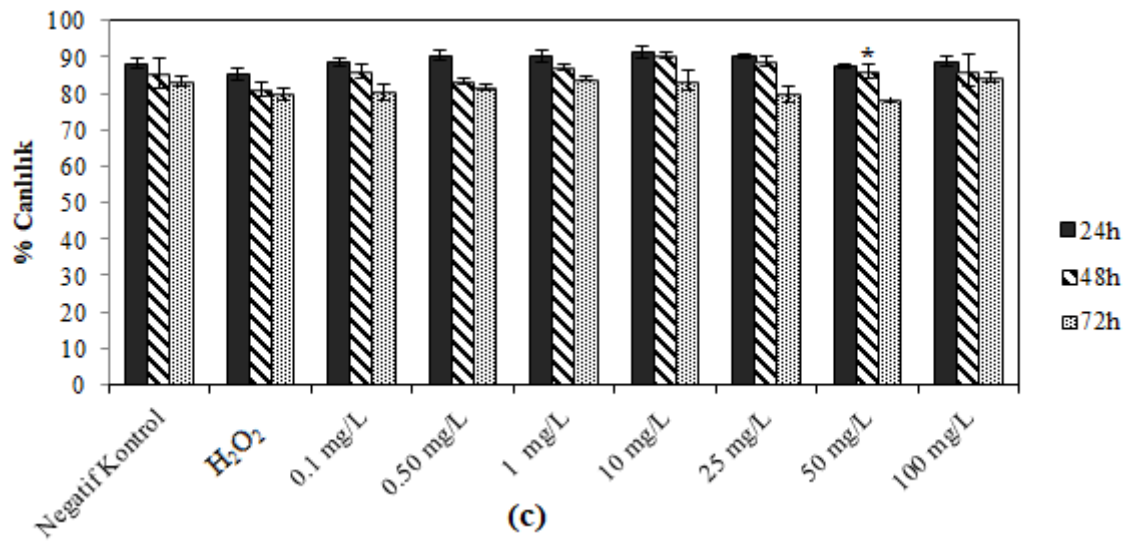 100
90
80
70
60
50
40
30
20
10
0
% Canlılık
*
24h
48h
72h
Negatif Kontrol
H₂O₂
0.1 mg/L
0.50 mg/L
1 mg/L
10 mg/L
25 mg/L
50 mg/L
100 mg/L
(c)